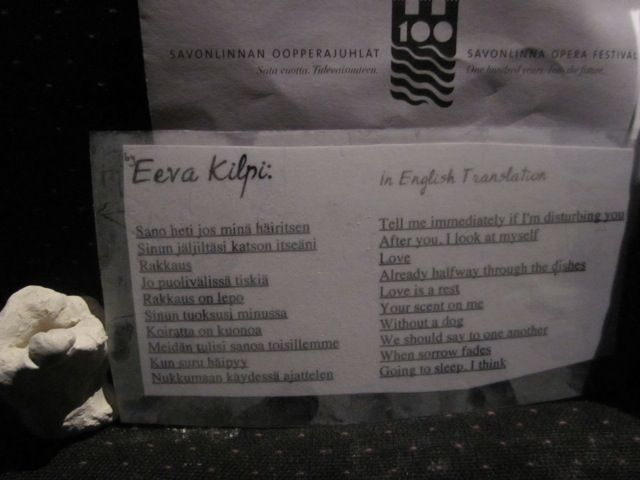 100
SAVONLINNAN OOPPERAJUHLAT
SAVONLINNA OPERA FESTIVAL
Sata vuotta. Tulevaisuuteen.
One hundred years. Into the future.
by Eeva Kilpi:
in English Translation
Sano heti jos minä häiritsen
Sinun jäljiltäsi katson itseäni
Rakkaus
Jo puolivälissä tiskiä
Rakkaus on lepo
Sinun tuoksusi minussa
Koiratta on kuonoa
Meidän tulisi sanoa toisillemme
Kun suru häipyy
Nukkumaan käydessä ajattelen
Tell me immediately if I'm disturbing you
After you, I look at myself
Love
Already halfway through the dishes
Love is a rest
Your scent on me
Without a dog
We should say to one another
When sorrow fades
Going to sleep, I think